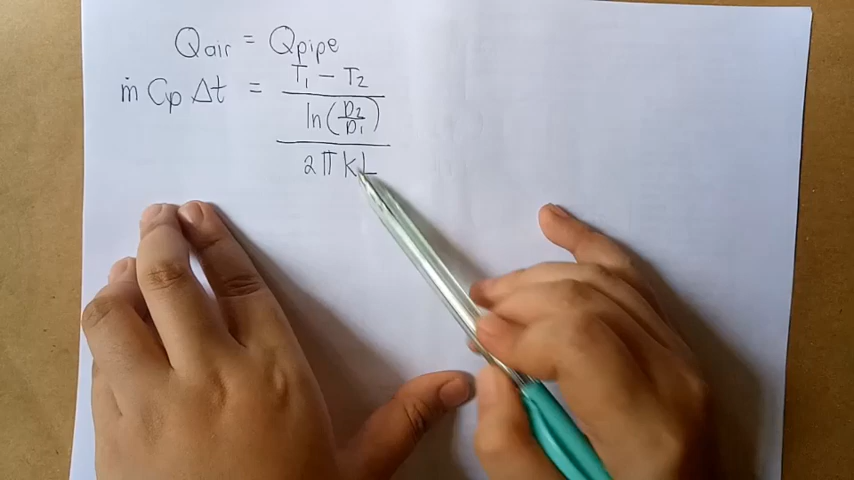 Qair = Qpipe
ṁ Cp Δt = T1 − T2
ln(D2/D1)
2πkL